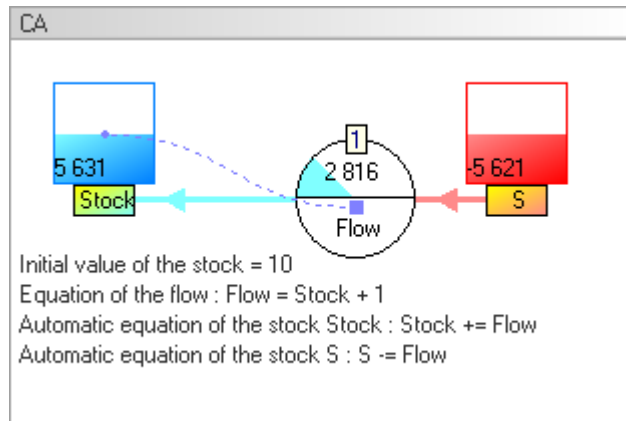 CA
1
5 631
2 816
-5 621
Stock
S
Flow
Initial value of the stock = 10
Equation of the flow : Flow = Stock + 1
Automatic equation of the stock Stock : Stock += Flow
Automatic equation of the stock S : S -= Flow